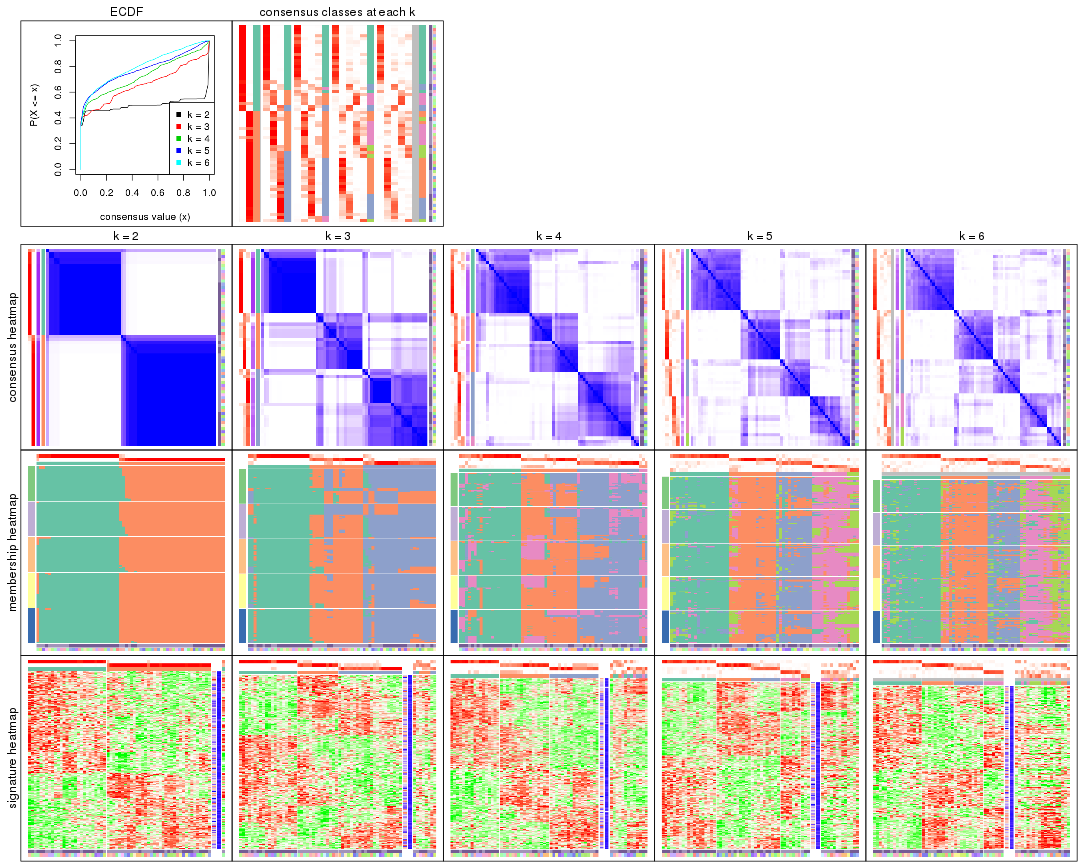 ECDF
consensus classes at each k
P(X <= x)
0.0 0.2 0.4 0.6 0.8 1.0
k = 2
k = 3
k = 4
k = 5
k = 6
0.0 0.2 0.4 0.6 0.8 1.0
consensus value (x)
k = 2
k = 3
k = 4
k = 5
k = 6
consensus heatmap
membership heatmap
signature heatmap